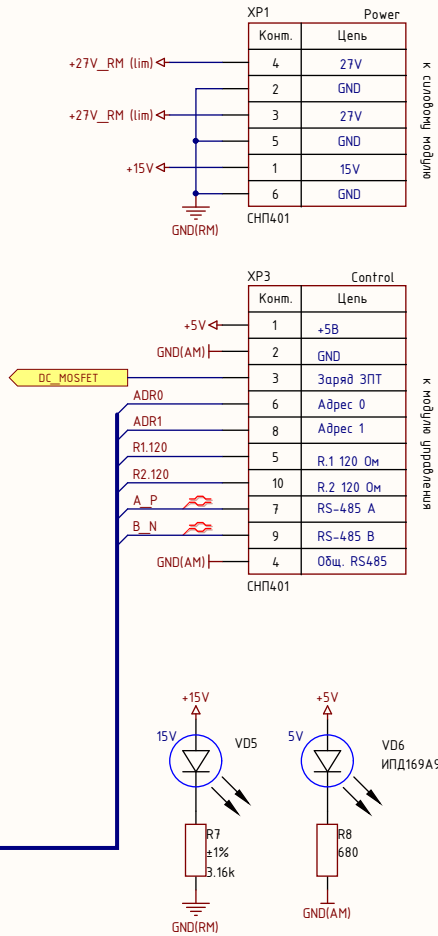 XP1 Power
Конт. Цепь
+27V_RM (lim) 4 27V
2 GND
+27V_RM (lim) 3 27V
5 GND
+15V 1 15V
6 GND
GND(RM)
СНП401
к силовому модулю
XP3 Control
Конт. Цепь
+5V 1 +5В
GND(AM) 2 GND
DC_MOSFET 3 Заряд ЗПТ
ADR0 6 Адрес 0
ADR1 8 Адрес 1
R1.120 5 R.1 120 Ом
R2.120 10 R.2 120 Ом
A_P 7 RS-485 A
B_N 9 RS-485 B
GND(AM) 4 Общ. RS485
СНП401
к модулю управления
+15V +5V
15V VD5 5V VD6
ИПД169А9
R7 R8
±1% 680
3.16k
GND(RM) GND(AM)